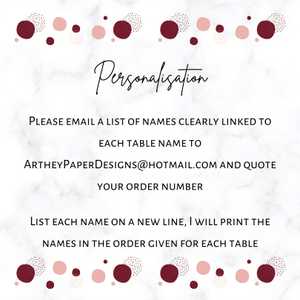 Personalisation
Please email a list of names clearly linked to
each table name to
ArtheyPaperDesigns@hotmail.com and quote
your order number
List each name on a new line, I will print the
names in the order given for each table